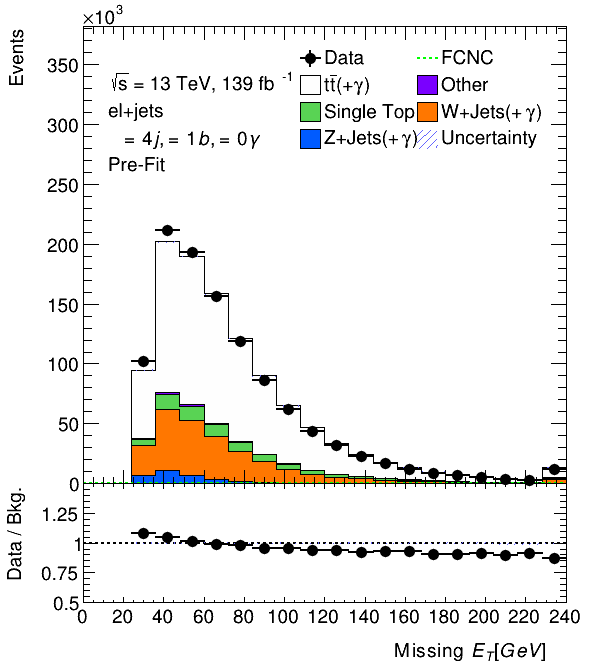 ×10³
Events
350
300
250
200
150
100
50
0
√s = 13 TeV, 139 fb⁻¹
el+jets
= 4j, = 1b, = 0γ
Pre-Fit
Data
FCNC
tt̄(+γ)
Other
Single Top
W+Jets(+γ)
Z+Jets(+γ)
Uncertainty
Data / Bkg.
1.25
1
0.75
0.5
0 20 40 60 80 100 120 140 160 180 200 220 240
Missing E_T[GeV]